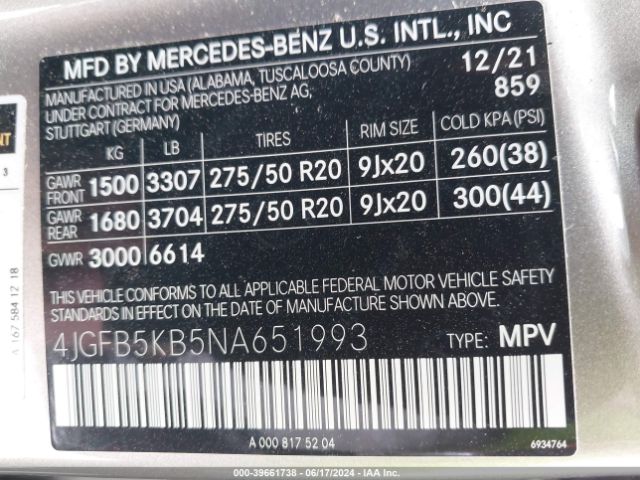 MFD BY MERCEDES-BENZ U.S. INTL., INC
MANUFACTURED IN USA (ALABAMA, TUSCALOOSA COUNTY) 12/21
UNDER CONTRACT FOR MERCEDES-BENZ AG, 859
STUTTGART (GERMANY)
KG LB TIRES RIM SIZE COLD KPA (PSI)
GAWR FRONT 1500 3307 275/50 R20 9Jx20 260(38)
GAWR REAR 1680 3704 275/50 R20 9Jx20 300(44)
GVWR 3000 6614
THIS VEHICLE CONFORMS TO ALL APPLICABLE FEDERAL MOTOR VEHICLE SAFETY
STANDARDS IN EFFECT ON THE DATE OF MANUFACTURE SHOWN ABOVE.
4JGFB5KB5NA651993 TYPE: MPV
A 000 817 52 04
6934764
A 167 584 12 18
3
000-39661738 - 06/17/2024 - IAA Inc.